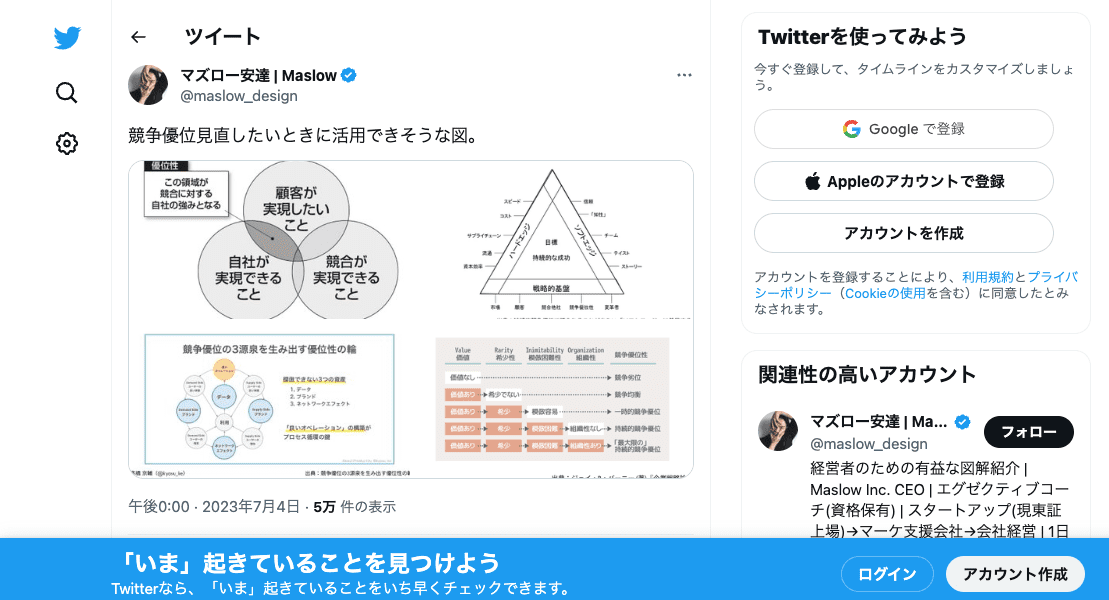 ツイート
マズロー安達 | Maslow
@maslow_design
競争優位見直したいときに活用できそうな図。
優位性
この領域が
競合に対する
自社の強みとなる
顧客が
実現したい
こと
自社が
実現できる
こと
競合が
実現できる
こと
スピード
コスト
サプライチェーン
流通
資本効率
ハードエッジ
ソフトエッジ
信頼
「知性」
チーム
テイスト
ストーリー
目標
持続的な成功
戦略的基盤
市場
顧客
競合他社
競争優位性
変革者
競争優位の3源泉を生み出す優位性の輪
模倣できない3つの資産
1. データ
2. ブランド
3. ネットワークエフェクト
「良いオペレーション」の構築が
プロセス循環の鍵
データ
利用
ブランド
ブランド
ネットワーク
エフェクト
出典：競争優位の3源泉を生み出す優位性の輪
Value Rarity Inimitability Organization
価値 希少性 模倣困難性 組織性 競争優位性
価値なし 競争劣位
価値あり 希少でない 競争均衡
価値あり 希少 模倣容易 一時的競争優位
価値あり 希少 模倣困難 組織性なし 持続的競争優位
価値あり 希少 模倣困難 組織性あり 「最大限の」
持続的競争優位
午後0:00 · 2023年7月4日 · 5万 件の表示
Twitterを使ってみよう
今すぐ登録して、タイムラインをカスタマイズしましょ
う。
Google で登録
Appleのアカウントで登録
アカウントを作成
アカウントを登録することにより、利用規約とプライバ
シーポリシー（Cookieの使用を含む）に同意したとみ
なされます。
関連性の高いアカウント
マズロー安達 | Ma...
@maslow_design
フォロー
経営者のための有益な図解紹介 |
Maslow Inc. CEO | エグゼクティブコー
チ(資格保有) | スタートアップ(現東証
上場)→マーケ支援会社→会社経営 | 1日
「いま」起きていることを見つけよう
Twitterなら、「いま」起きていることをいち早くチェックできます。
ログイン
アカウント作成